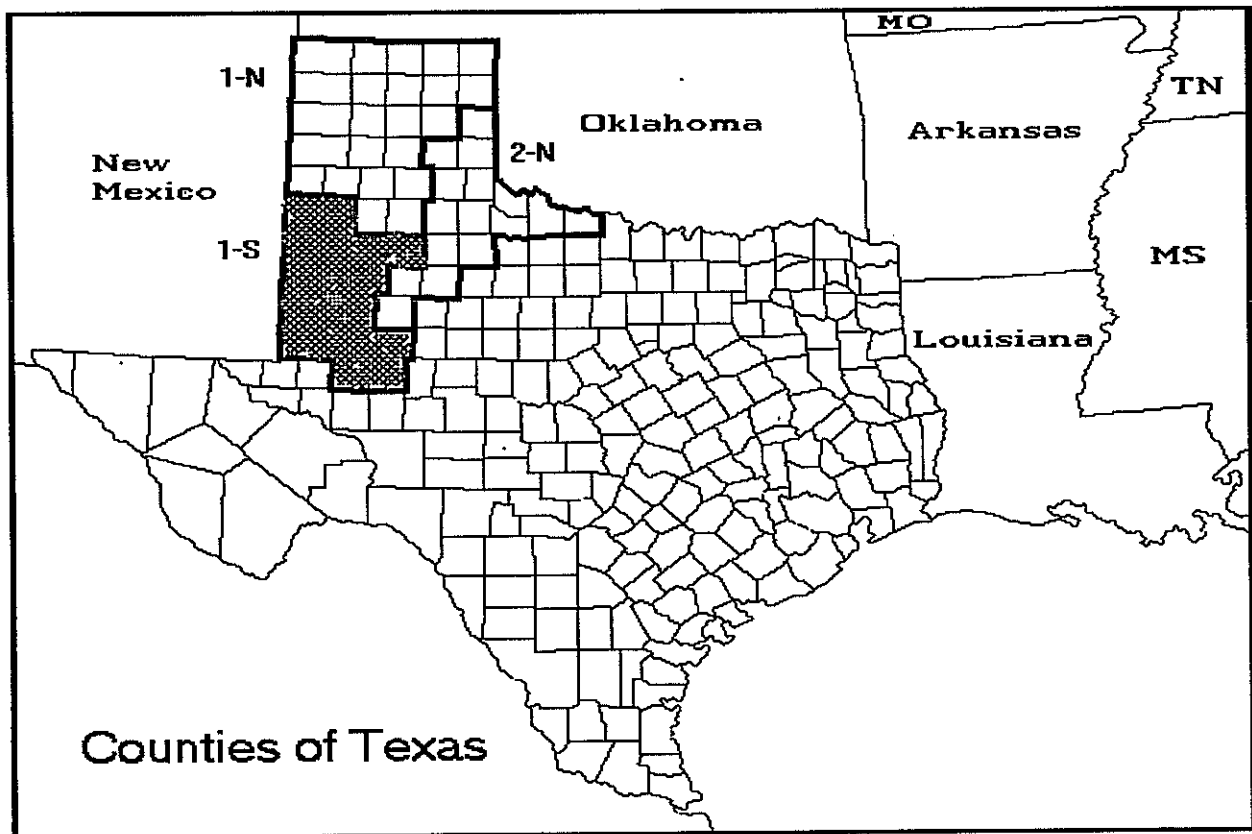 MO
1-N
TN
Oklahoma
Arkansas
2-N
New
Mexico
1-S
MS
Louisiana
Counties of Texas